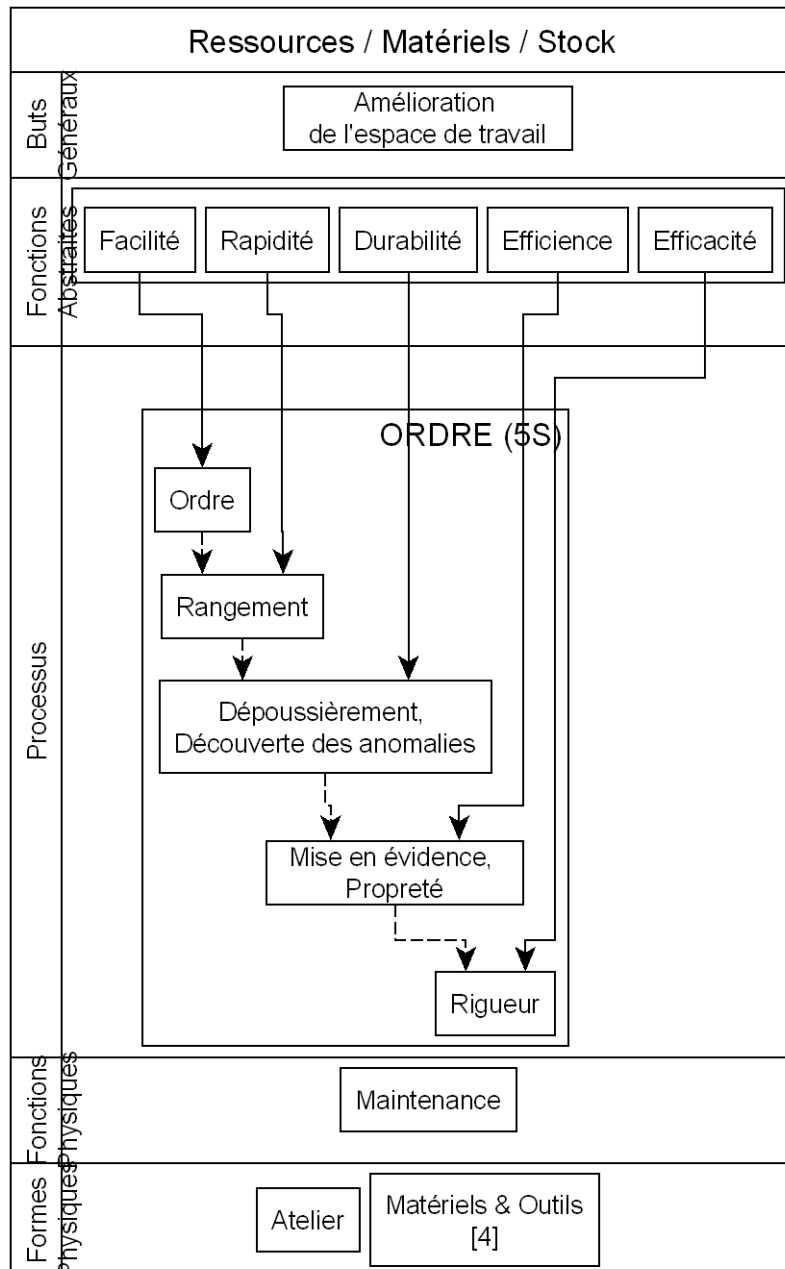 Ressources / Matériels / Stock
Buts
Généraux
Amélioration
de l'espace de travail
Fonctions
Abstraites
Facilité
Rapidité
Durabilité
Efficience
Efficacité
Processus
ORDRE (5S)
Ordre
Rangement
Dépoussièrement,
Découverte des anomalies
Mise en évidence,
Propreté
Rigueur
Fonctions
Physiques
Maintenance
Formes
Physiques
Atelier
Matériels & Outils
[4]